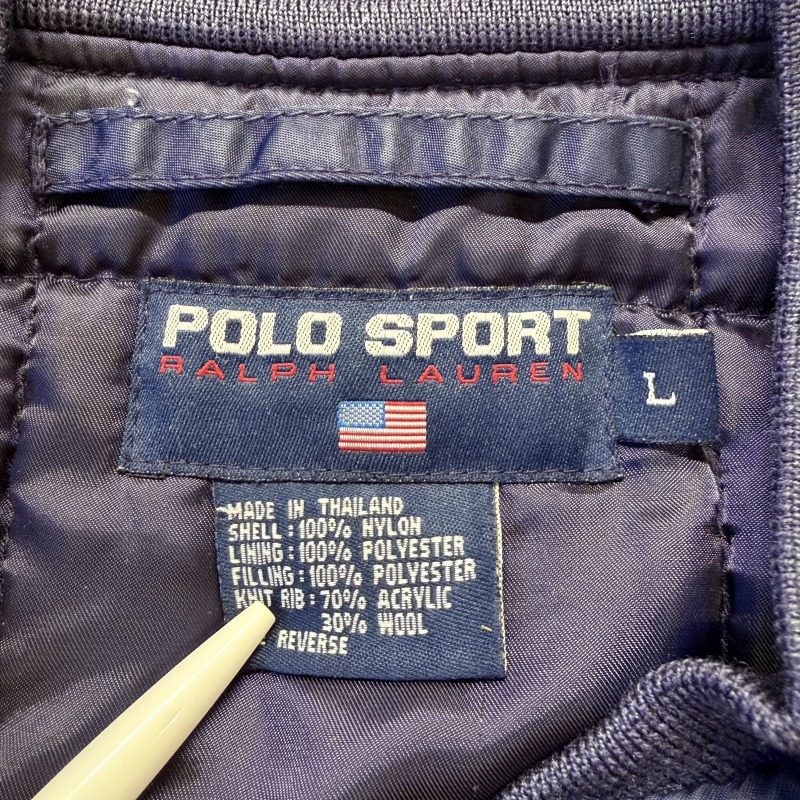 POLO SPORT
RALPH LAUREN
L
MADE IN THAILAND
SHELL: 100% NYLON
LINING: 100% POLYESTER
FILLING: 100% POLYESTER
KNIT RIB: 70% ACRYLIC
30% WOOL
REVERSE